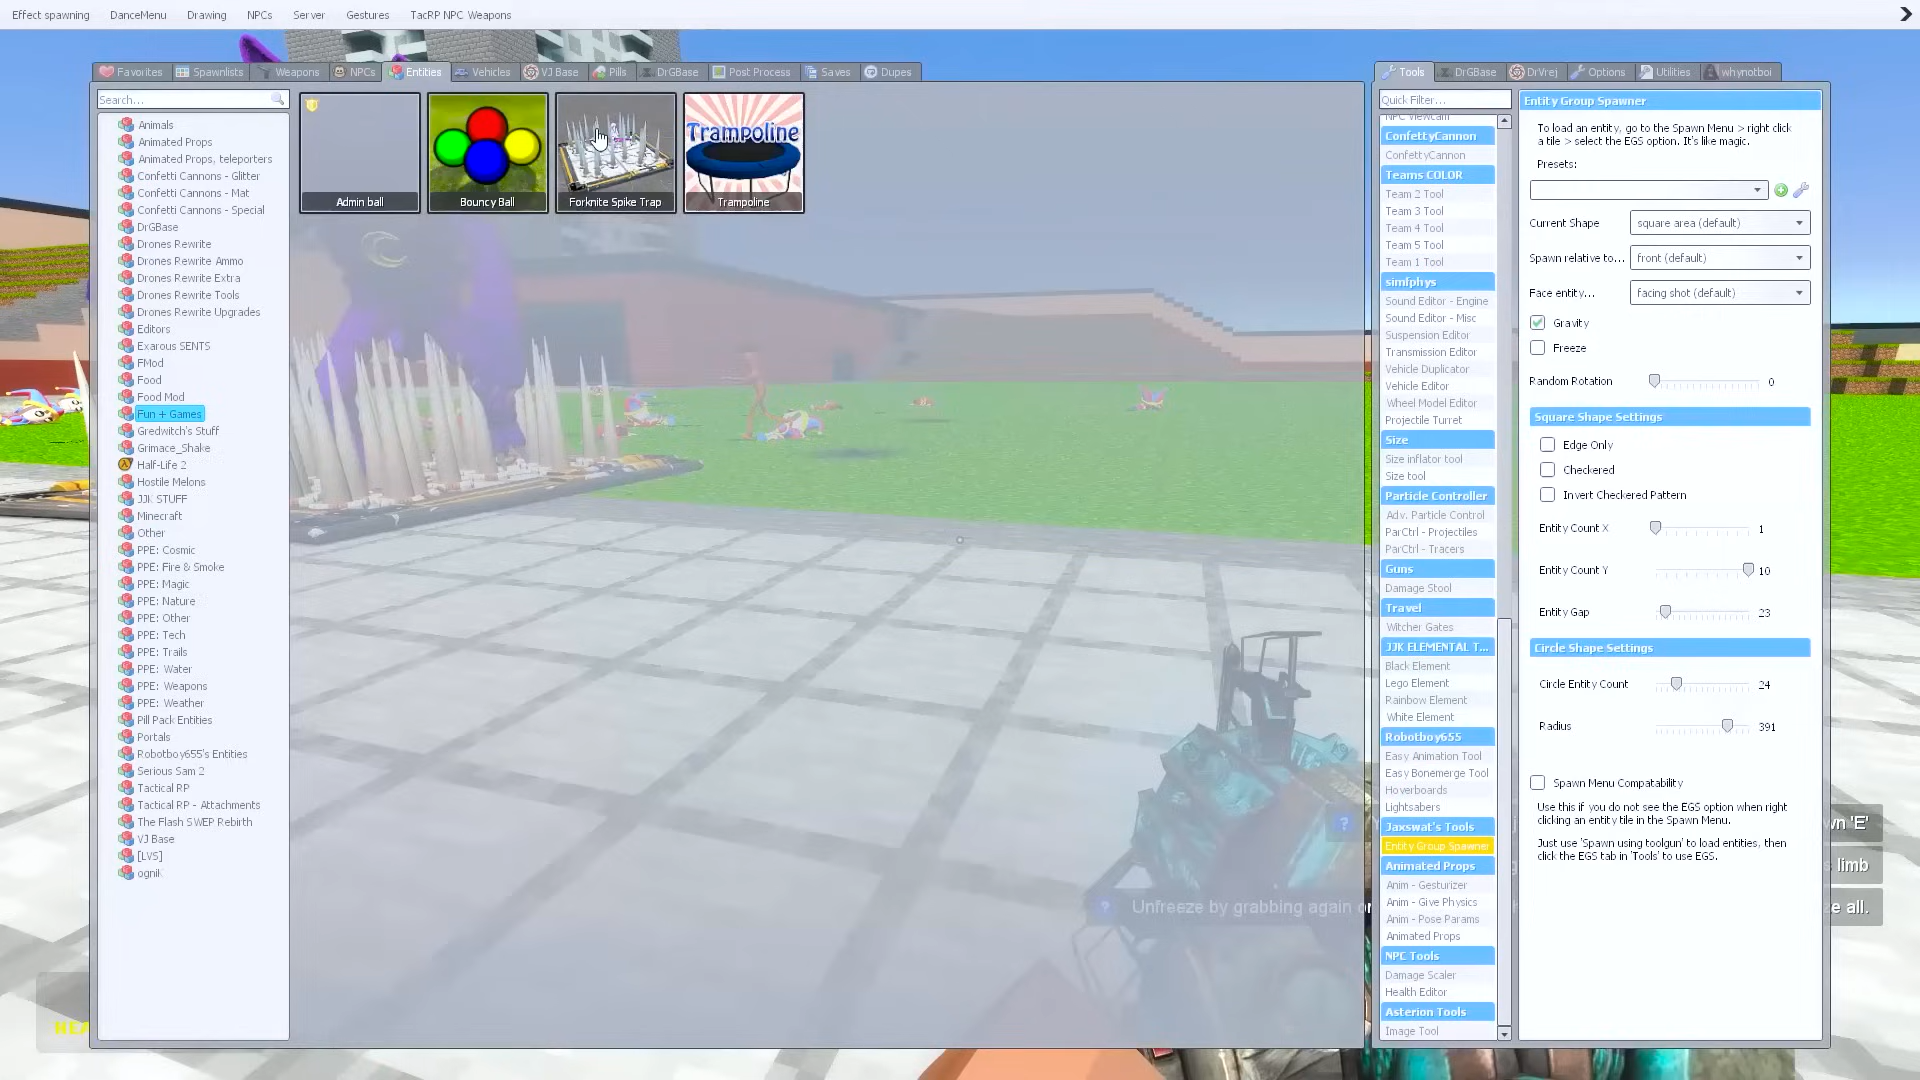 Effect spawning DanceMenu Drawing NPCs Server Gestures TacRP NPC Weapons
Favorites Spawnlists Weapons NPCs Entities Vehicles VJ Base Pills DrGBase Post Process Saves Dupes
Search...
Animals
Animated Props
Animated Props, teleporters
Confetti Cannons - Glitter
Confetti Cannons - Mat
Confetti Cannons - Special
DrGBase
Drones Rewrite
Drones Rewrite Ammo
Drones Rewrite Extra
Drones Rewrite Tools
Drones Rewrite Upgrades
Editors
Exarous SENTS
FMod
Food
Food Mod
Fun + Games
Gredwitch's Stuff
Grimace_Shake
Half-Life 2
Hostile Melons
JJK STUFF
Minecraft
Other
PPE: Cosmic
PPE: Fire & Smoke
PPE: Magic
PPE: Nature
PPE: Other
PPE: Tech
PPE: Trails
PPE: Water
PPE: Weapons
PPE: Weather
Pill Pack Entities
Portals
Robotboy655's Entities
Serious Sam 2
Tactical RP
Tactical RP - Attachments
The Flash SWEP Rebirth
VJ Base
[LVS]
ognik
Admin ball
Bouncy Ball
Forknite Spike Trap
Trampoline
Trampoline
Unfreeze by grabbing again or
Tools DrGBase DrVrej Options Utilities whynotboi
Quick Filter...
NPC Viewcam
ConfettyCannon
ConfettyCannon
Teams COLOR
Team 2 Tool
Team 3 Tool
Team 4 Tool
Team 5 Tool
Team 1 Tool
simfphys
Sound Editor - Engine
Sound Editor - Misc
Suspension Editor
Transmission Editor
Vehicle Duplicator
Vehicle Editor
Wheel Model Editor
Projectile Turret
Size
Size inflator tool
Size tool
Particle Controller
Adv. Particle Control
ParCtrl - Projectiles
ParCtrl - Tracers
Guns
Damage Stool
Travel
Witcher Gates
JJK ELEMENTAL T...
Black Element
Lego Element
Rainbow Element
White Element
Robotboy655
Easy Animation Tool
Easy Bonemerge Tool
Hoverboards
Lightsabers
Jaxswat's Tools
Entity Group Spawner
Animated Props
Anim - Gesturizer
Anim - Give Physics
Anim - Pose Params
Animated Props
NPC Tools
Damage Scaler
Health Editor
Asterion Tools
Image Tool
Entity Group Spawner
To load an entity, go to the Spawn Menu > right click
a tile > select the EGS option. It's like magic.
Presets:
Current Shape square area (default)
Spawn relative to... front (default)
Face entity... facing shot (default)
Gravity
Freeze
Random Rotation 0
Square Shape Settings
Edge Only
Checkered
Invert Checkered Pattern
Entity Count X 1
Entity Count Y 10
Entity Gap 23
Circle Shape Settings
Circle Entity Count 24
Radius 391
Spawn Menu Compatability
Use this if you do not see the EGS option when right
clicking an entity tile in the Spawn Menu.
Just use 'Spawn using toolgun' to load entities, then
click the EGS tab in 'Tools' to use EGS.
wn 'E'
limb
ze all.
HEA